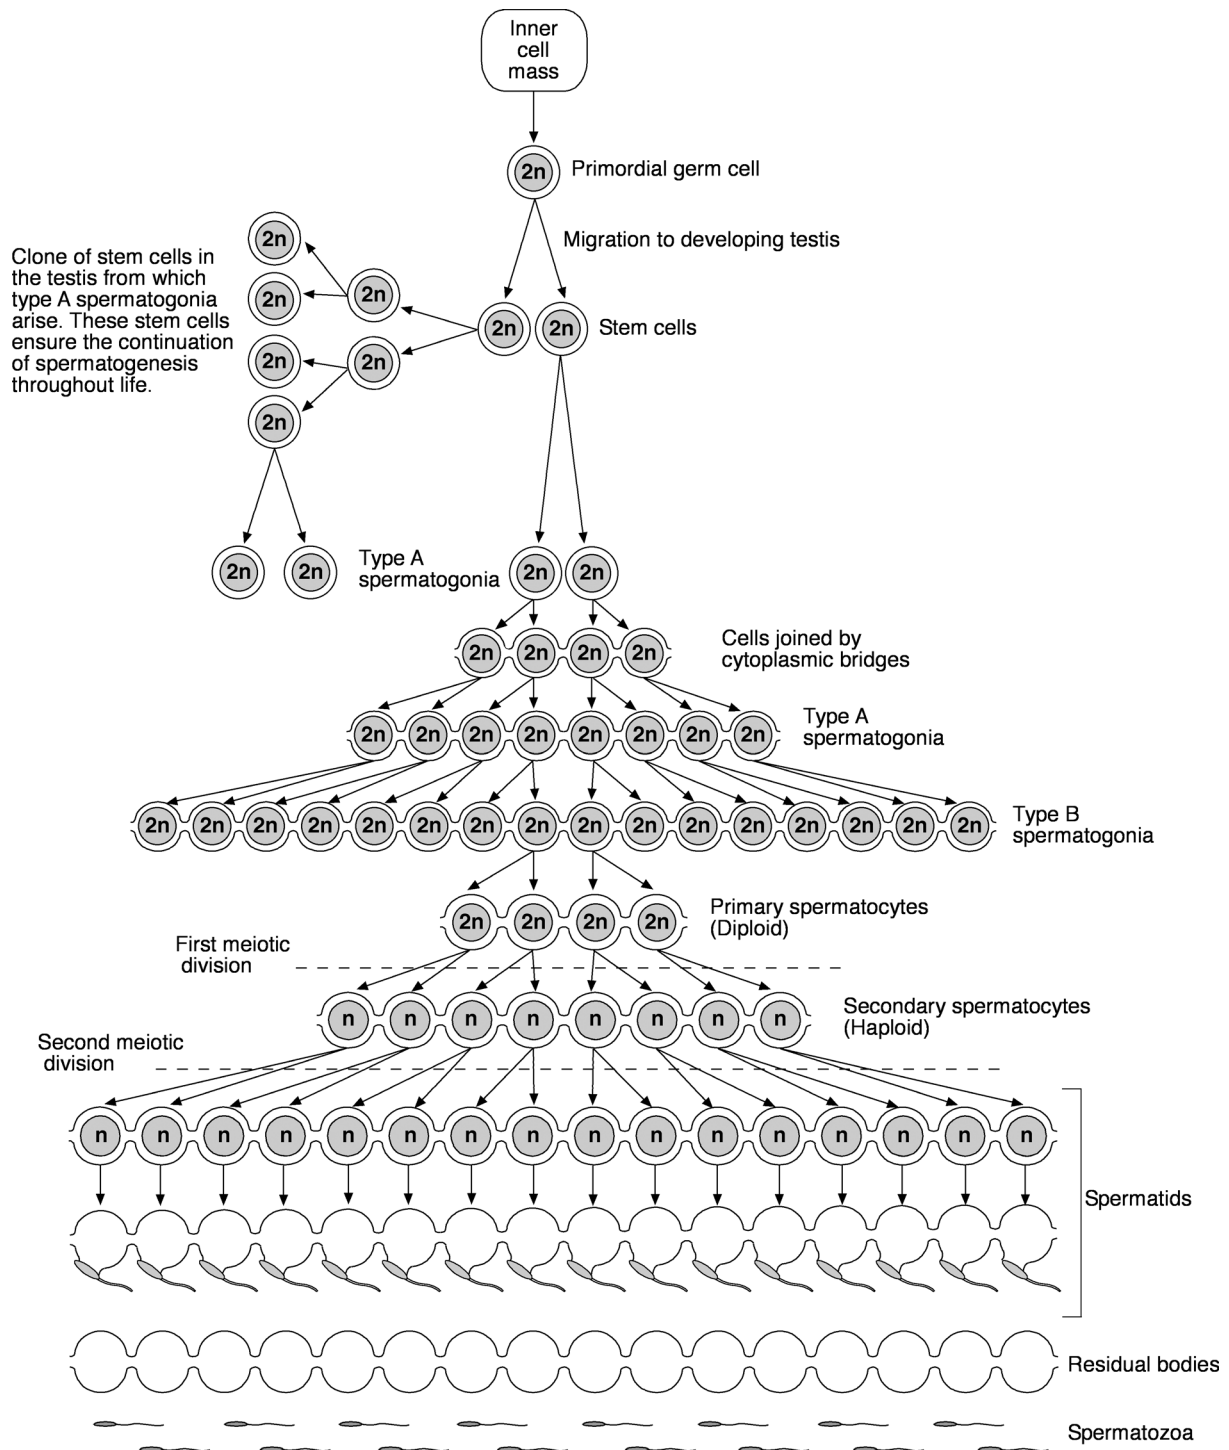 Inner
cell
mass
2n
Primordial germ cell
Migration to developing testis
Clone of stem cells in
the testis from which
type A spermatogonia
arise. These stem cells
ensure the continuation
of spermatogenesis
throughout life.
2n
2n
2n
2n
2n
2n
2n 2n
Stem cells
2n 2n
Type A
spermatogonia
2n 2n
2n 2n 2n 2n
Cells joined by
cytoplasmic bridges
2n 2n 2n 2n 2n 2n 2n 2n
Type A
spermatogonia
2n 2n 2n 2n 2n 2n 2n 2n 2n 2n 2n 2n 2n 2n 2n 2n
Type B
spermatogonia
2n 2n 2n 2n
Primary spermatocytes
(Diploid)
First meiotic
division
n n n n n n n n
Secondary spermatocytes
(Haploid)
Second meiotic
division
n n n n n n n n n n n n n n n n
Spermatids
Residual bodies
Spermatozoa